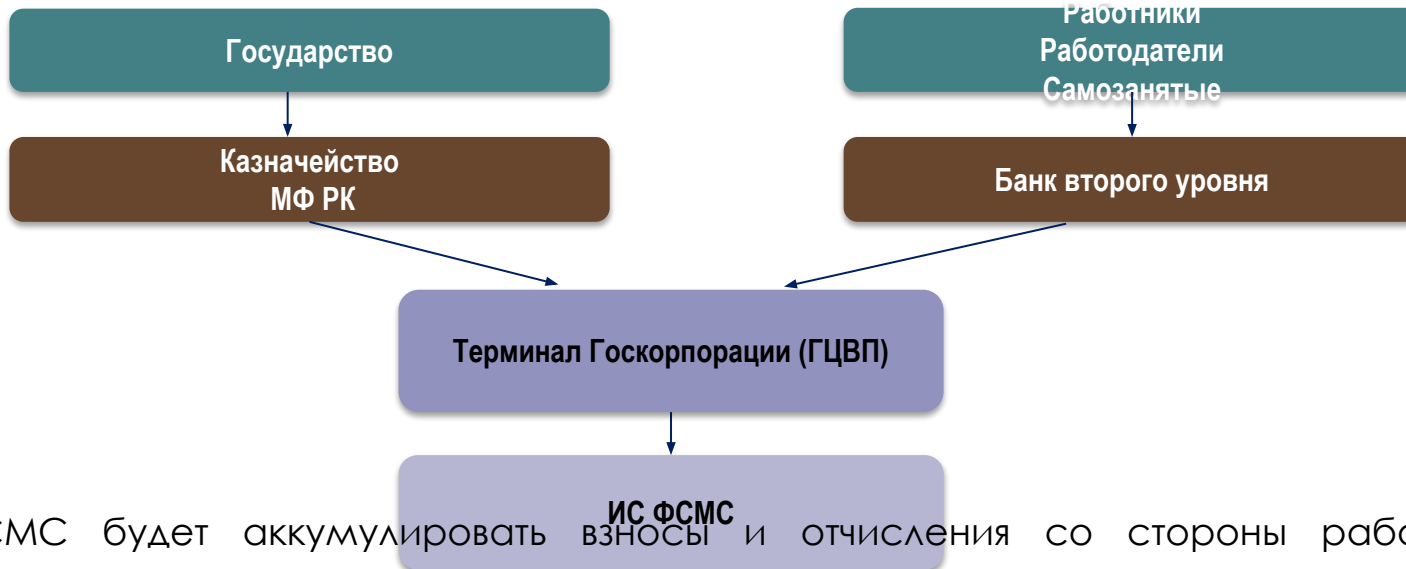 Государство
Работники
Работодатели
Самозанятые
Казначейство
МФ РК
Банк второго уровня
Терминал Госкорпорации (ГЦВП)
ИС ФСМС
будет аккумулировать взносы и отчисления со стороны